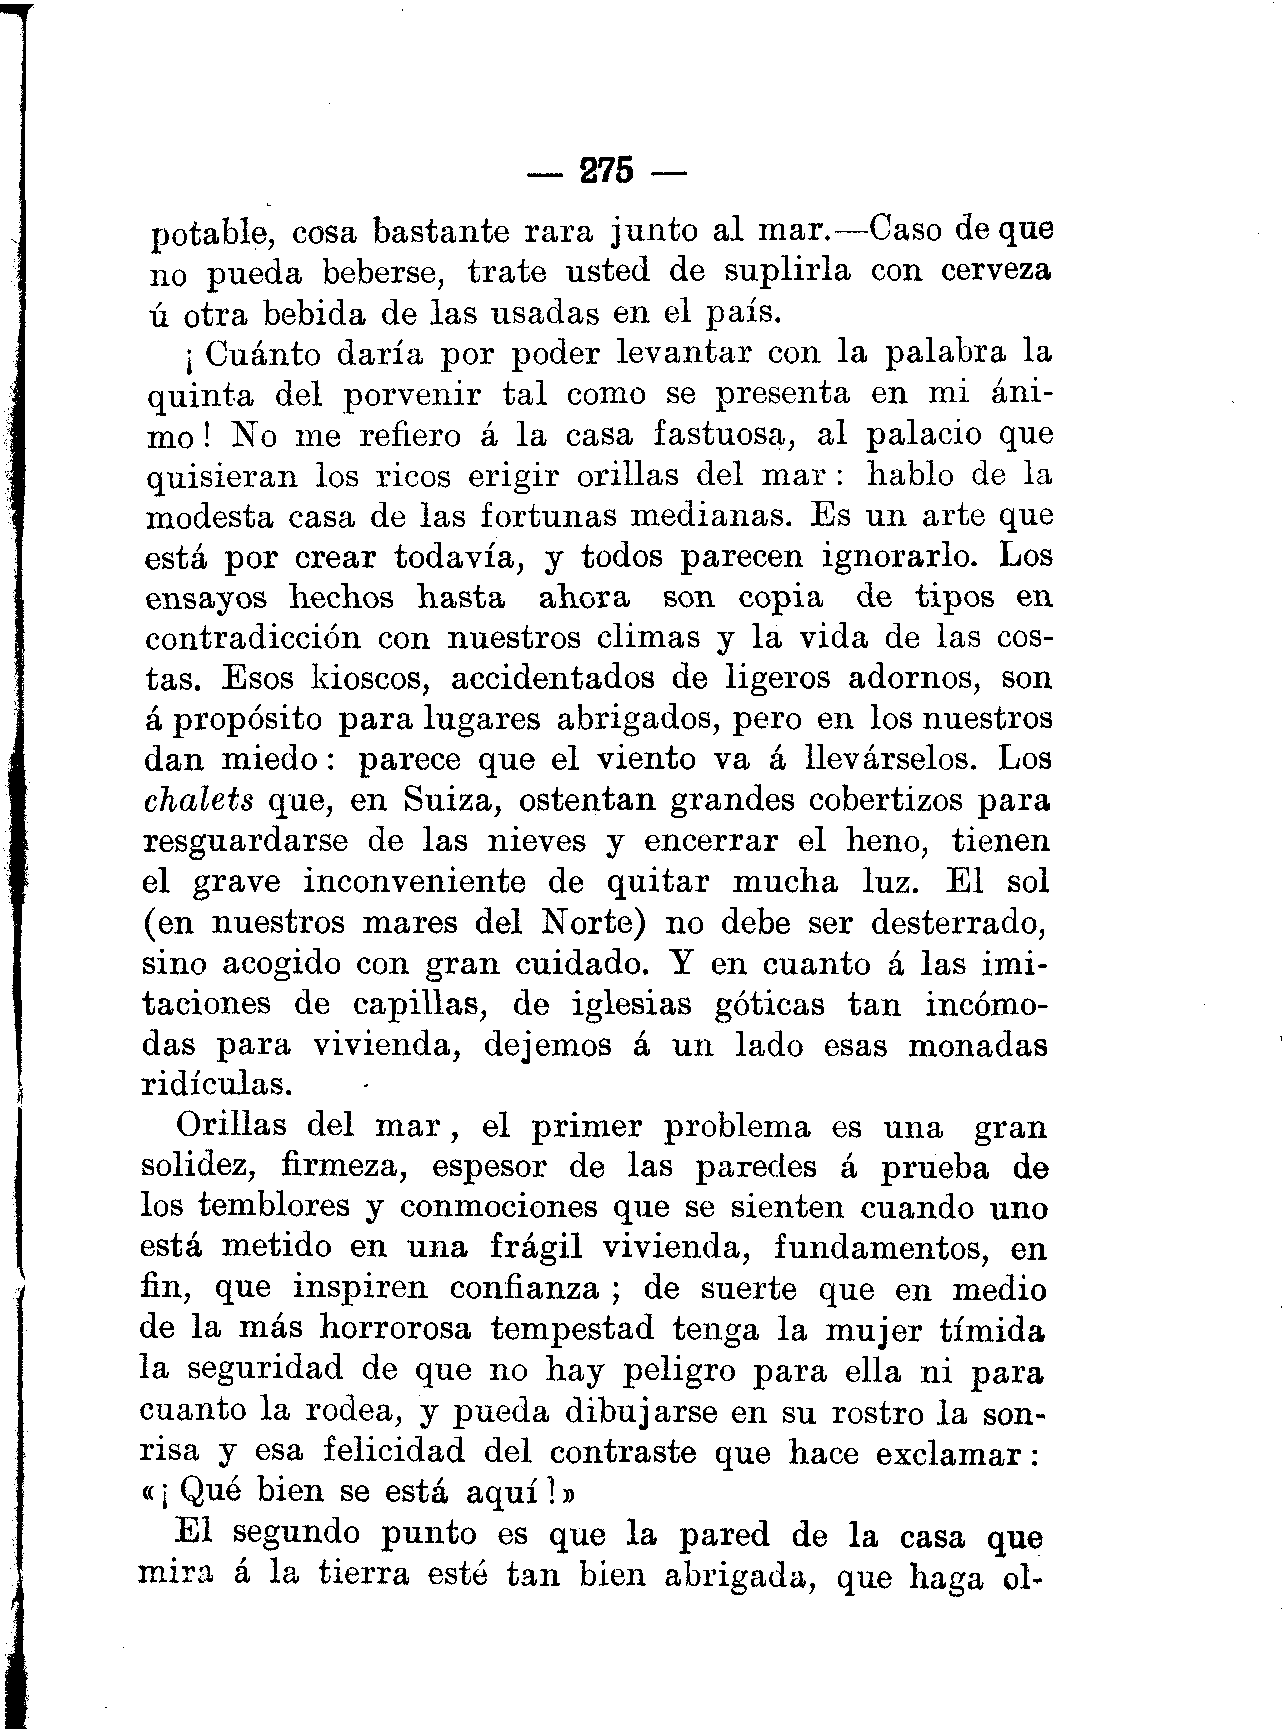 — 275 —
potable, cosa bastante rara junto al mar.—Caso de que
no pueda beberse, trate usted de suplirla con cerveza
ú otra bebida de las usadas en el país.
¡ Cuánto daría por poder levantar con la palabra la
quinta del porvenir tal como se presenta en mi áni-
mo ! No me refiero á la casa fastuosa, al palacio que
quisieran los ricos erigir orillas del mar : hablo de la
modesta casa de las fortunas medianas. Es un arte que
está por crear todavía, y todos parecen ignorarlo. Los
ensayos hechos hasta ahora son copia de tipos en
contradicción con nuestros climas y la vida de las cos-
tas. Esos kioscos, accidentados de ligeros adornos, son
á propósito para lugares abrigados, pero en los nuestros
dan miedo : parece que el viento va á llevárselos. Los
chalets que, en Suiza, ostentan grandes cobertizos para
resguardarse de las nieves y encerrar el heno, tienen
el grave inconveniente de quitar mucha luz. El sol
(en nuestros mares del Norte) no debe ser desterrado,
sino acogido con gran cuidado. Y en cuanto á las imi-
taciones de capillas, de iglesias góticas tan incómo-
das para vivienda, dejemos á un lado esas monadas
ridículas.
Orillas del mar , el primer problema es una gran
solidez, firmeza, espesor de las paredes á prueba de
los temblores y conmociones que se sienten cuando uno
está metido en una frágil vivienda, fundamentos, en
fin, que inspiren confianza ; de suerte que en medio
de la más horrorosa tempestad tenga la mujer tímida
la seguridad de que no hay peligro para ella ni para
cuanto la rodea, y pueda dibujarse en su rostro la son-
risa y esa felicidad del contraste que hace exclamar :
«¡ Qué bien se está aquí !»
El segundo punto es que la pared de la casa que
mira á la tierra esté tan bien abrigada, que haga ol-